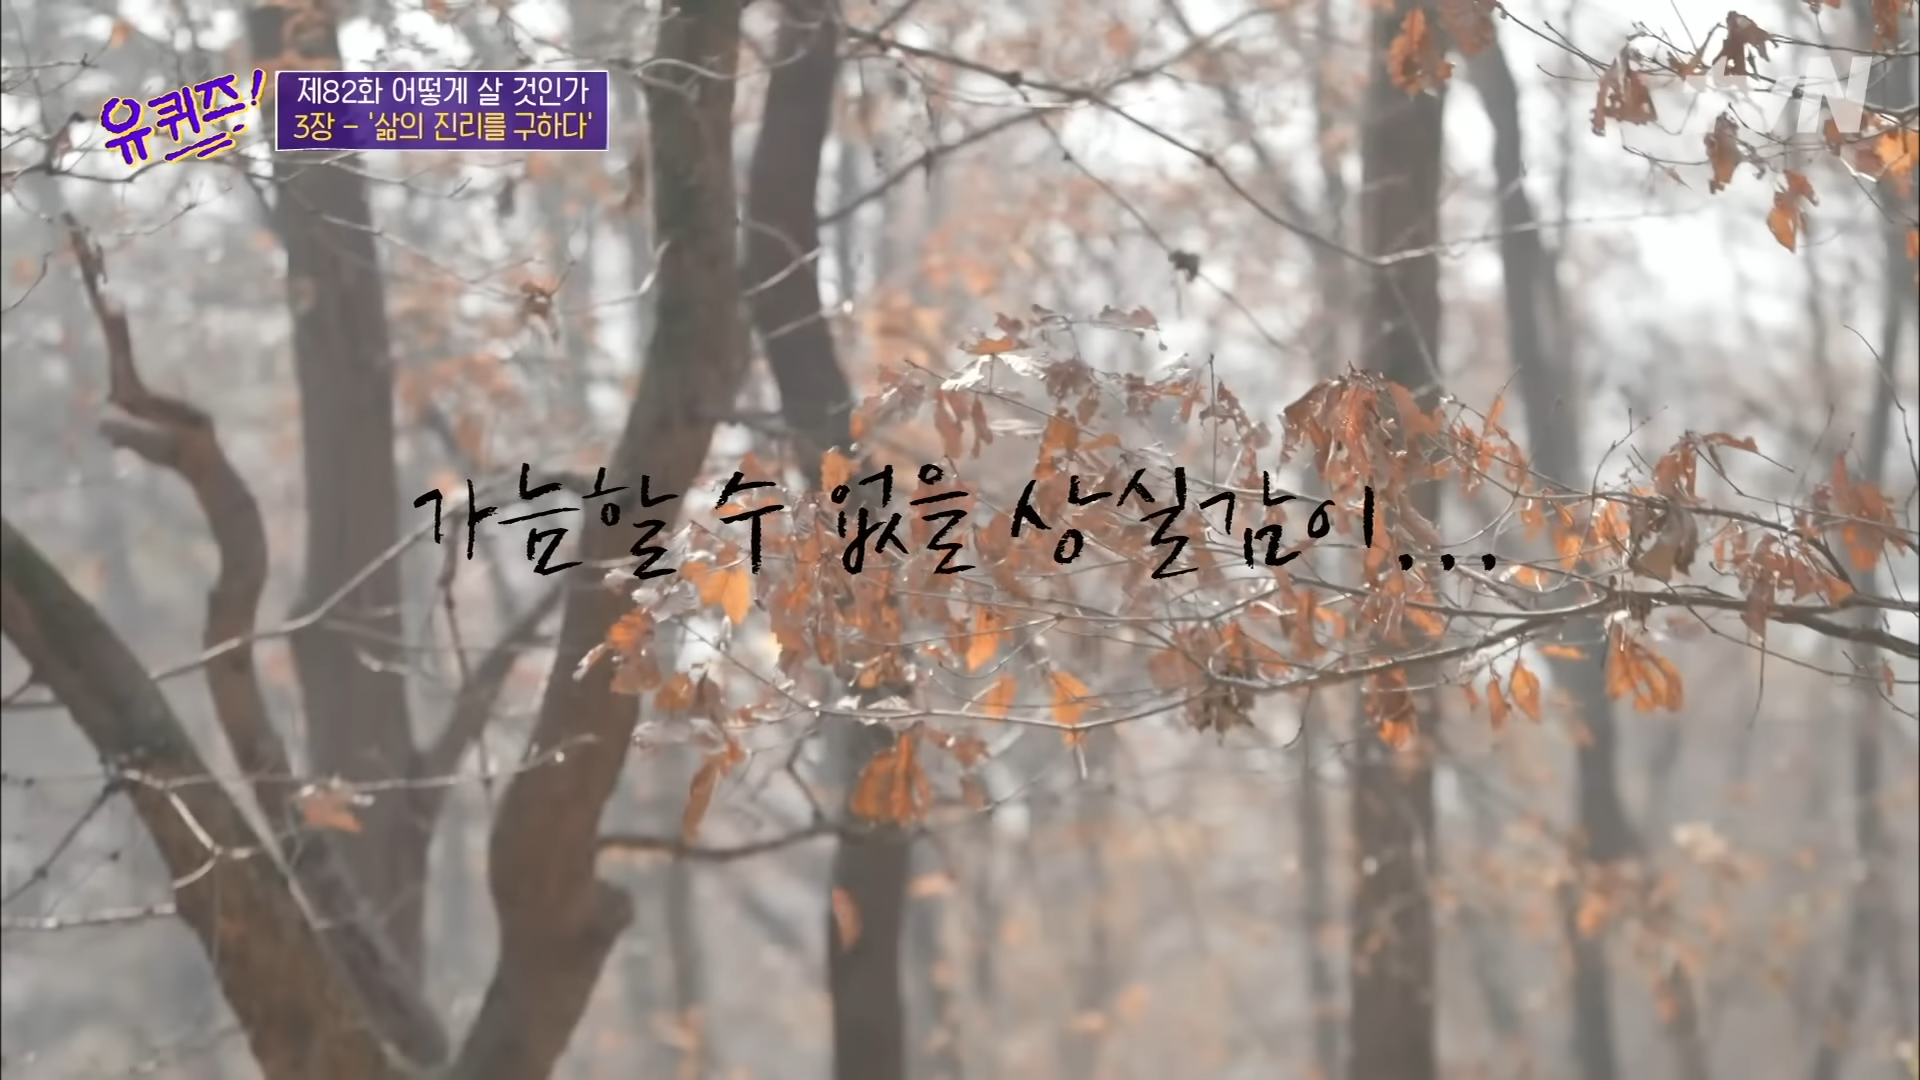 유퀴즈!
제82화 어떻게 살 것인가
3장 - '삶의 진리를 구하다'
tvN
가늠할 수 없을 상실감이...